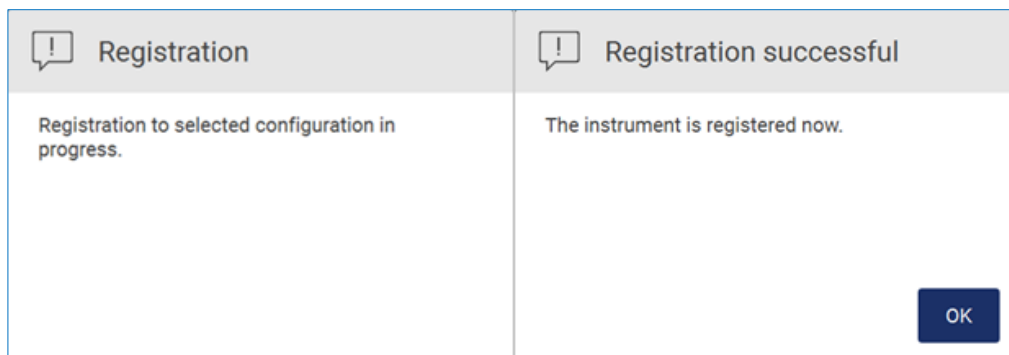 Registration
Registration to selected configuration in
progress.
Registration successful
The instrument is registered now.
OK